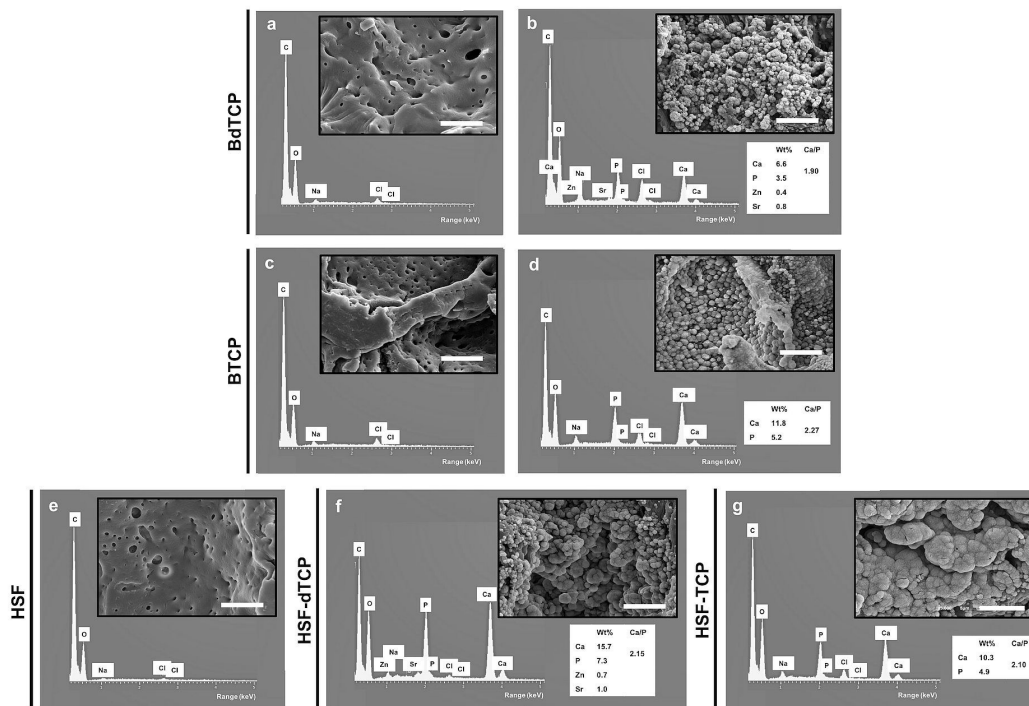 BdTCP
a
C
O
Na
Cl
Cl
Range (keV)
b
C
O
Ca
Zn
Na
Sr
P
P
Cl
Cl
Ca
Ca
Range (keV)
Wt% Ca/P
Ca 6.6 1.90
P 3.5
Zn 0.4
Sr 0.8
BTCP
c
C
O
Na
Cl
Cl
Range (keV)
d
C
O
Na
P
P
Cl
Cl
Ca
Ca
Range (keV)
Wt% Ca/P
Ca 11.8 2.27
P 5.2
HSF
e
C
O
Na
Cl
Cl
Range (keV)
HSF-dTCP
f
C
O
Zn
Na
Sr
P
P
Cl
Cl
Ca
Ca
Range (keV)
Wt% Ca/P
Ca 15.7 2.15
P 7.3
Zn 0.7
Sr 1.0
HSF-TCP
g
C
O
Na
P
P
Cl
Cl
Ca
Ca
Range (keV)
Wt% Ca/P
Ca 10.3 2.10
P 4.9